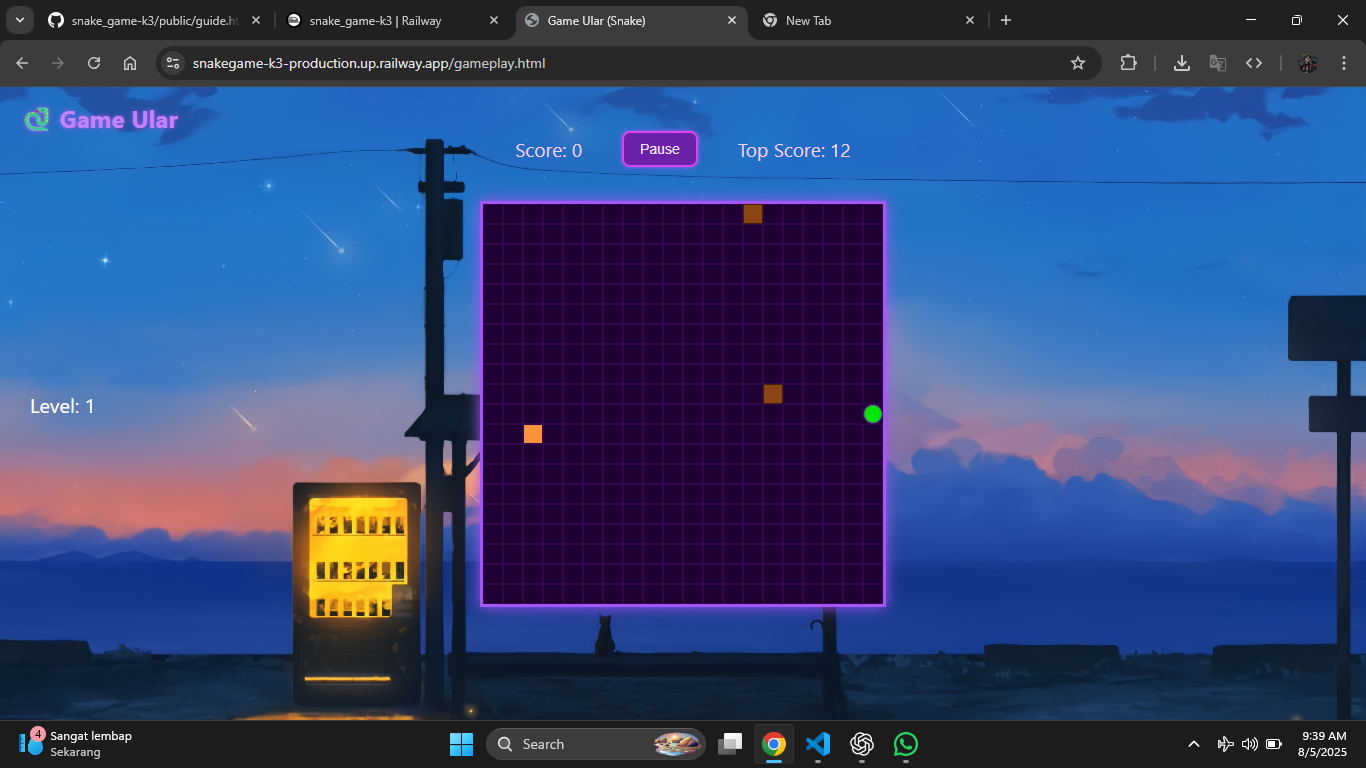 snake_game-k3/public/guide.ht
snake_game-k3 | Railway
Game Ular (Snake)
New Tab
snakegame-k3-production.up.railway.app/gameplay.html
Game Ular
Score: 0
Pause
Top Score: 12
Level: 1
4
Sangat lembap
Sekarang
Search
9:39 AM
8/5/2025